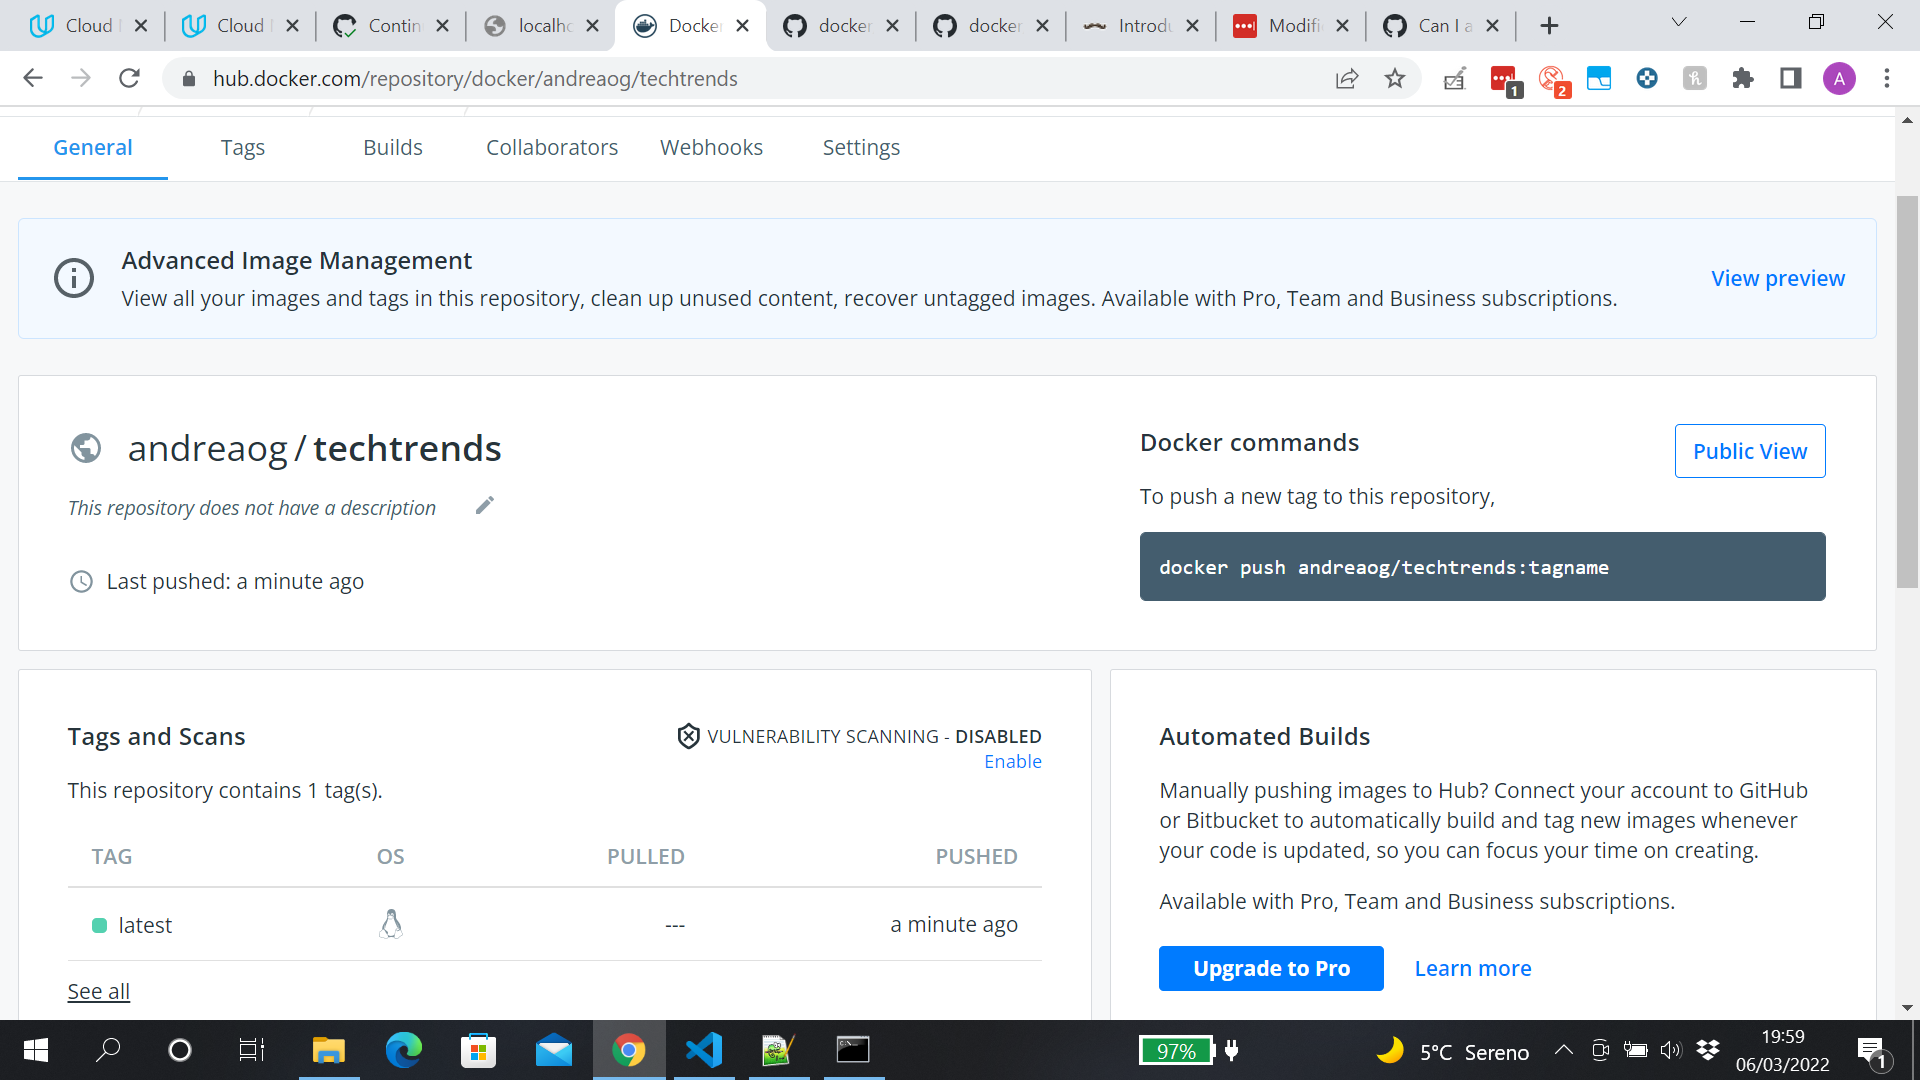 Cloud
Cloud
Contin
localho
Docker
docker
docker
Introdu
Modifi
Can I a
hub.docker.com/repository/docker/andreaog/techtrends
1
2
A
General
Tags
Builds
Collaborators
Webhooks
Settings
Advanced Image Management
View all your images and tags in this repository, clean up unused content, recover untagged images. Available with Pro, Team and Business subscriptions.
View preview
andreaog / techtrends
This repository does not have a description
Last pushed: a minute ago
Docker commands
Public View
To push a new tag to this repository,
docker push andreaog/techtrends:tagname
Tags and Scans
VULNERABILITY SCANNING - DISABLED
Enable
This repository contains 1 tag(s).
TAG OS PULLED PUSHED
latest --- a minute ago
See all
Automated Builds
Manually pushing images to Hub? Connect your account to GitHub
or Bitbucket to automatically build and tag new images whenever
your code is updated, so you can focus your time on creating.
Available with Pro, Team and Business subscriptions.
Upgrade to Pro
Learn more
97%
5°C Sereno
19:59
06/03/2022
1